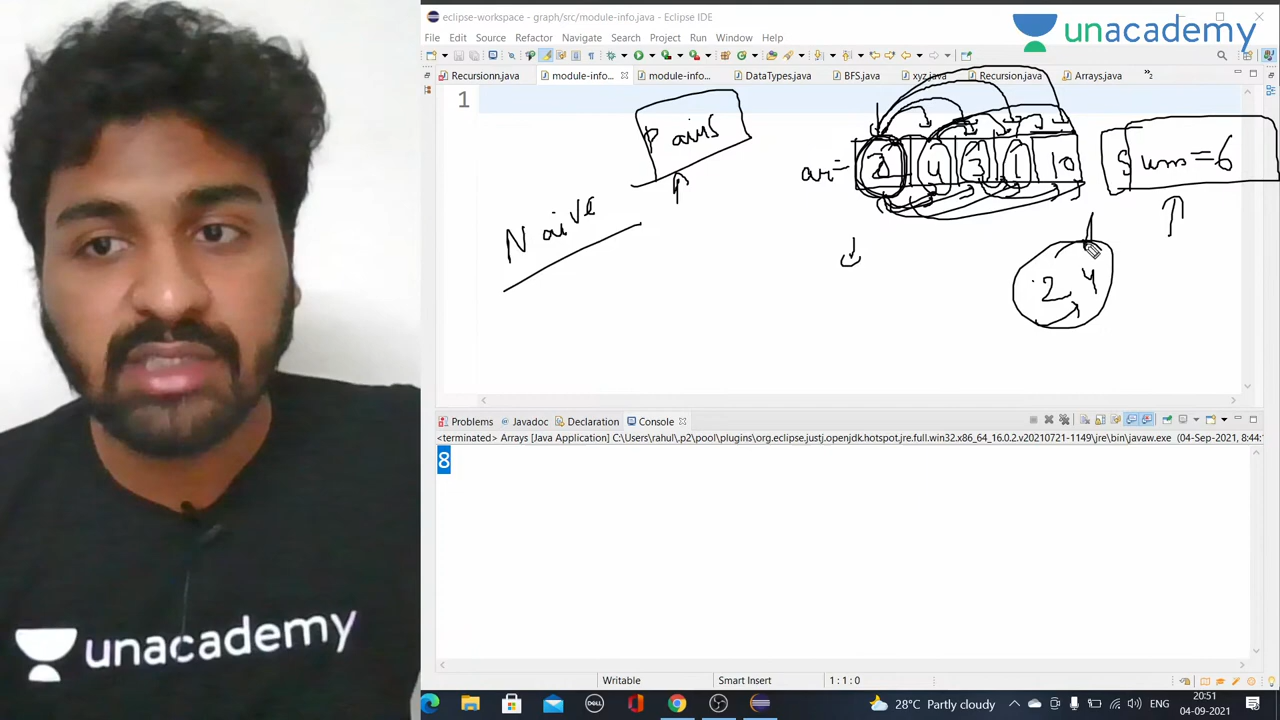 eclipse-workspace - graph/src/module-info.java - Eclipse IDE
unacademy
File Edit Source Refactor Navigate Search Project Run Window Help
Recursionn.java module-info... module-info... DataTypes.java BFS.java xyz.java Recursion.java Arrays.java
1
Pairs
ar= 2 4 3 1 10
Sum=6
Naive
2, 4
Problems Javadoc Declaration Console
<terminated> Arrays [Java Application] C:\Users\rahul\.p2\pool\plugins\org.eclipse.justj.openjdk.hotspot.jre.full.win32.x86_64_16.0.2.v20210721-1149\jre\bin\javaw.exe (04-Sep-2021, 8:44:
8
unacademy
Writable Smart Insert 1:1:0
28°C Partly cloudy ENG 20:51
04-09-2021